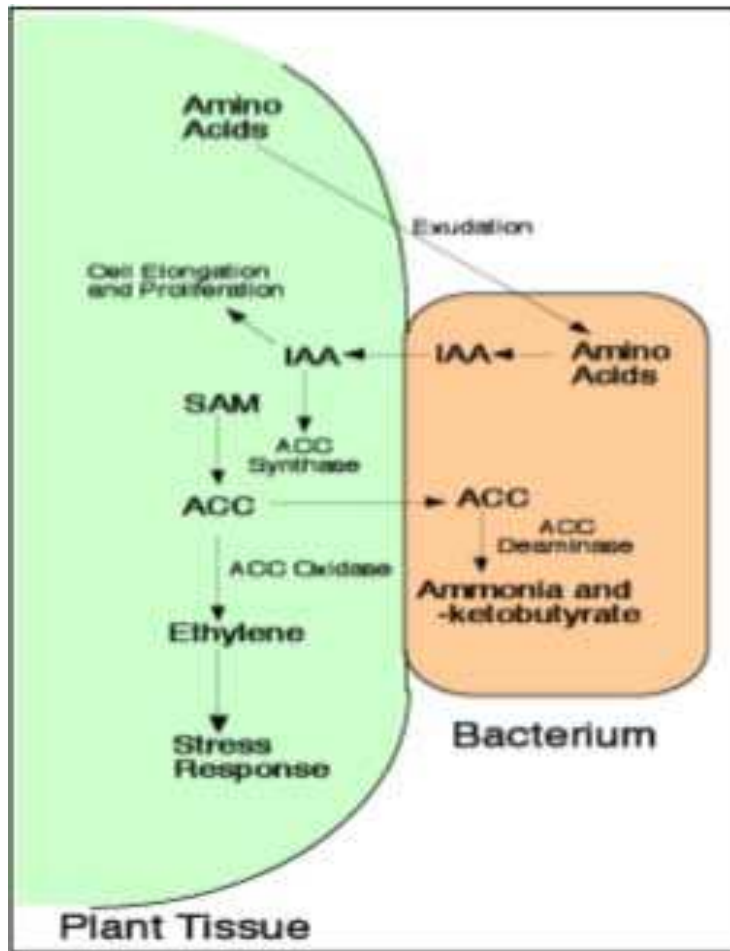 Amino
Acids
Exudation
Cell Elongation
and Proliferation
IAA
IAA
Amino
Acids
SAM
ACC
Synthase
ACC
ACC
ACC
Deaminase
ACC Oxidase
Ammonia and
-ketobutyrate
Ethylene
Stress
Response
Bacterium
Plant Tissue